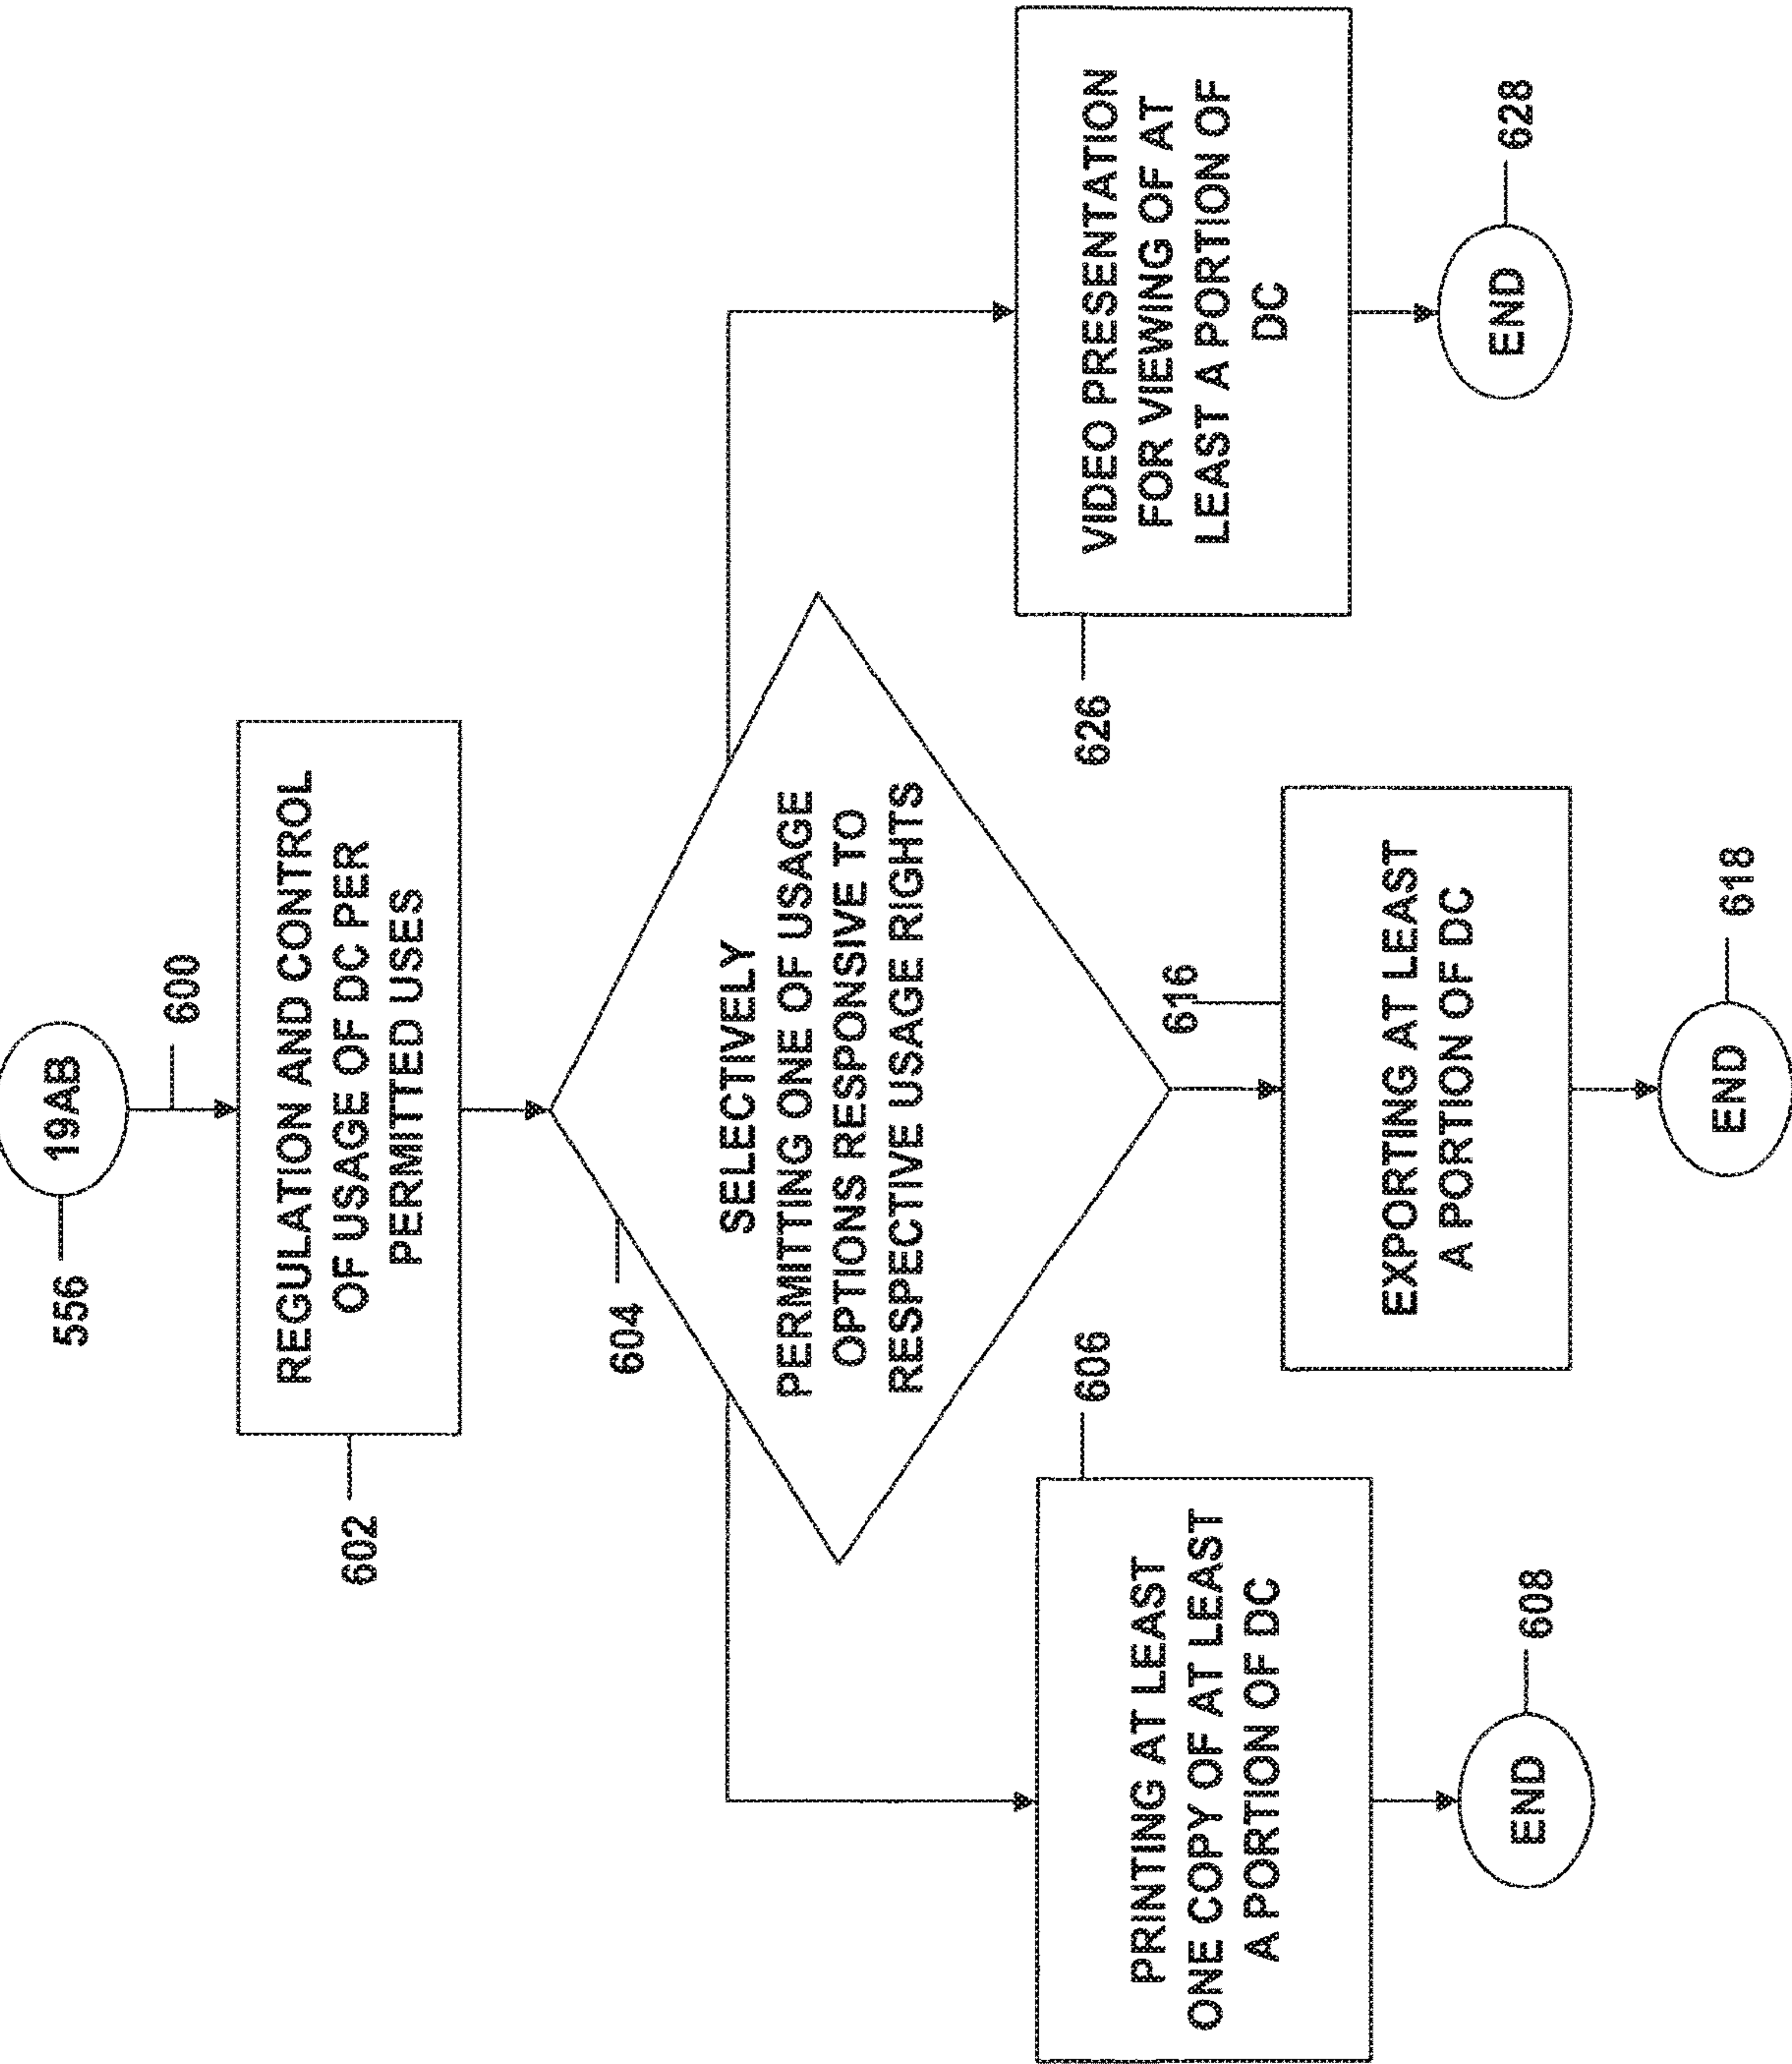 19AB
556
600
REGULATION AND CONTROL
OF USAGE OF DC PER
PERMITTED USES
602
604
SELECTIVELY
PERMITTING ONE OF USAGE
OPTIONS RESPONSIVE TO
RESPECTIVE USAGE RIGHTS
606
PRINTING AT LEAST
ONE COPY OF AT LEAST
A PORTION OF DC
END
608
616
EXPORTING AT LEAST
A PORTION OF DC
END
618
626
VIDEO PRESENTATION
FOR VIEWING OF AT
LEAST A PORTION OF
DC
END
628